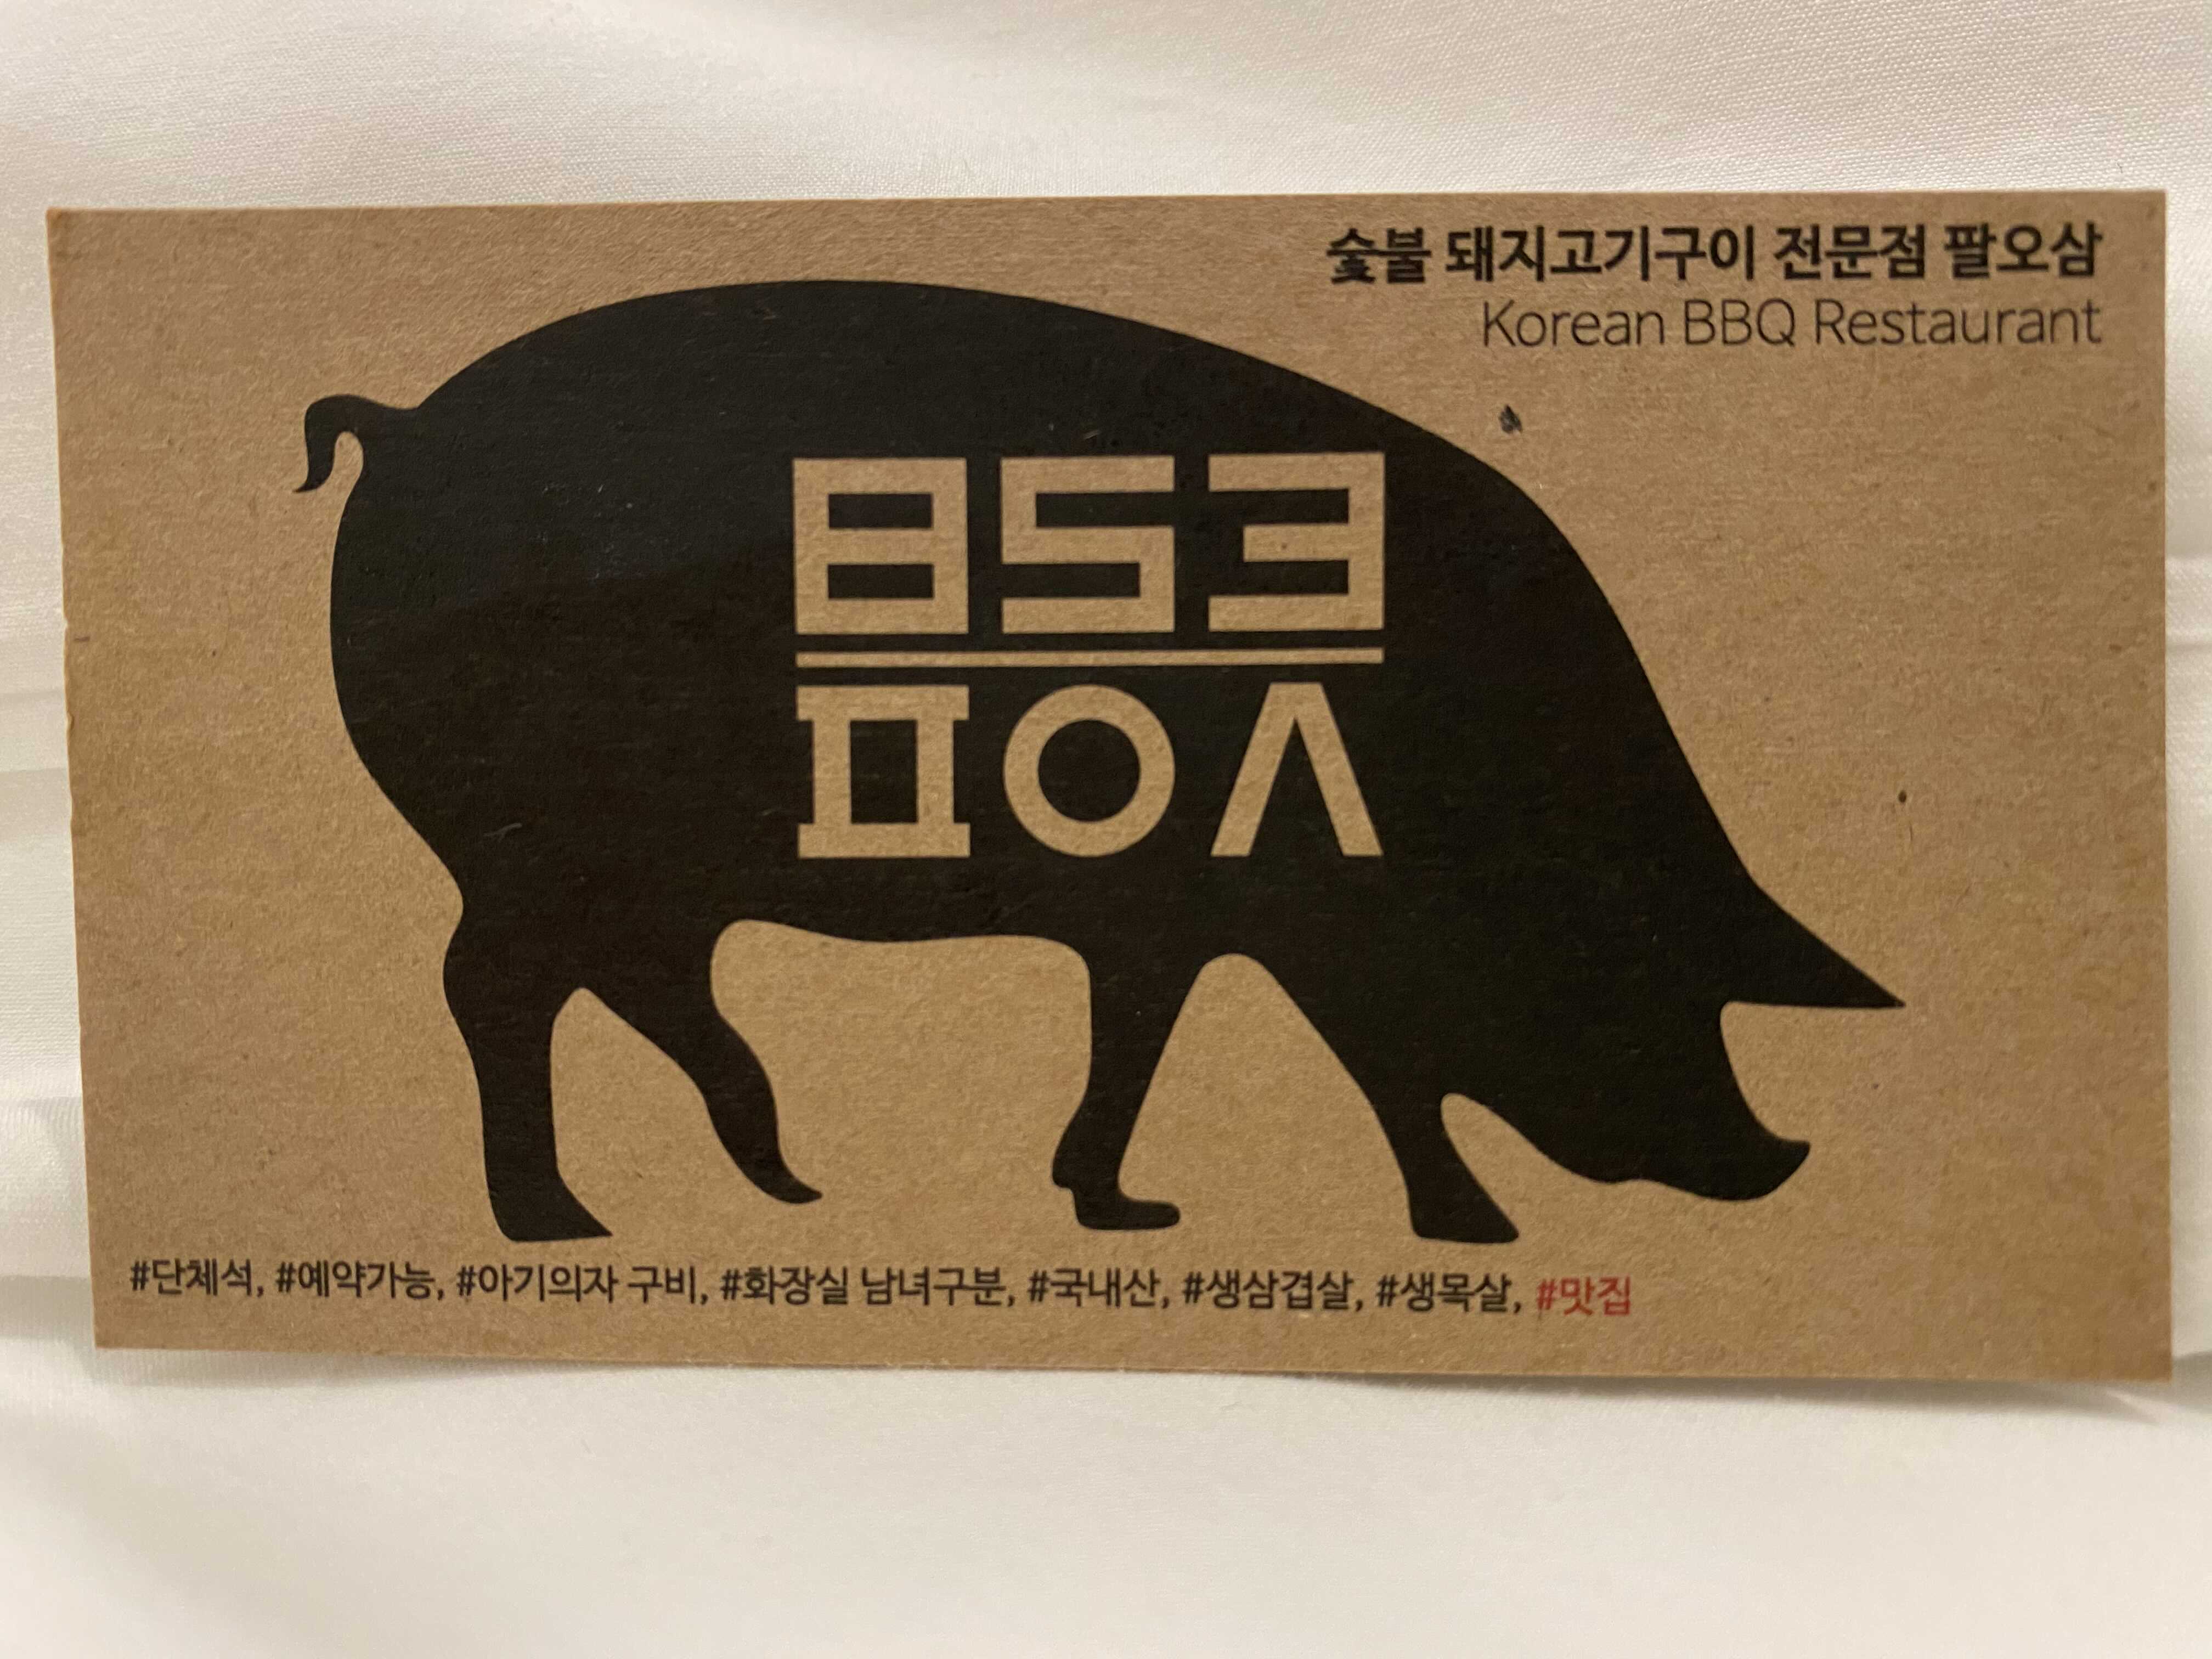 숯불 돼지고기구이 전문점 팔오삼
Korean BBQ Restaurant
853
ㅍㅇㅅ
#단체석, #예약가능, #아기의자 구비, #화장실 남녀구분, #국내산, #생삼겹살, #생목살, #맛집